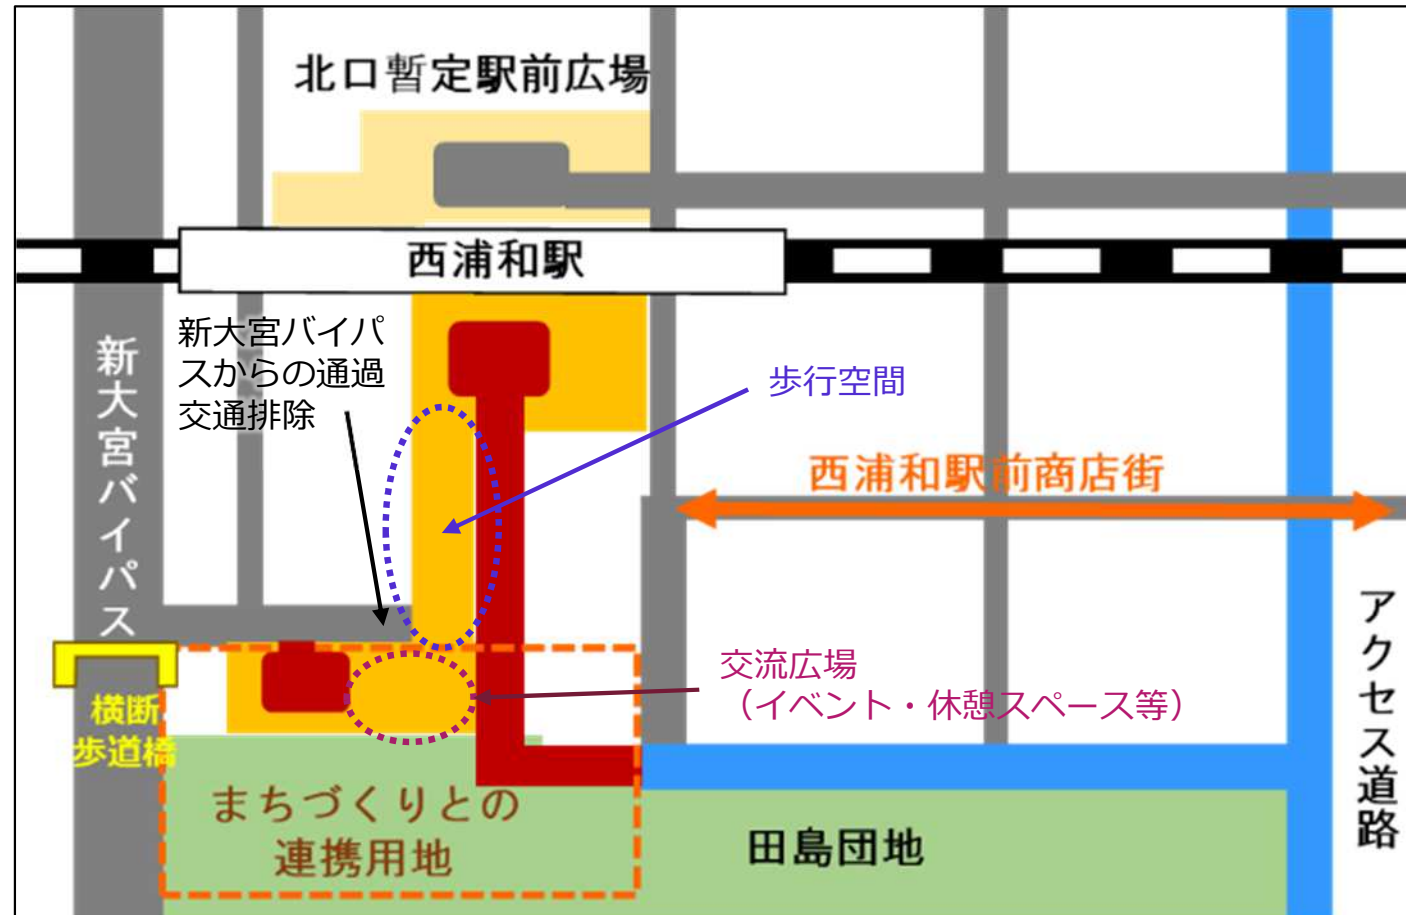 北口暫定駅前広場
西浦和駅
新大宮バイパ
スからの通過
交通排除
新大宮バイパス
歩行空間
西浦和駅前商店街
アクセス道路
交流広場
（イベント・休憩スペース等）
横断
歩道橋
まちづくりとの
連携用地
田島団地